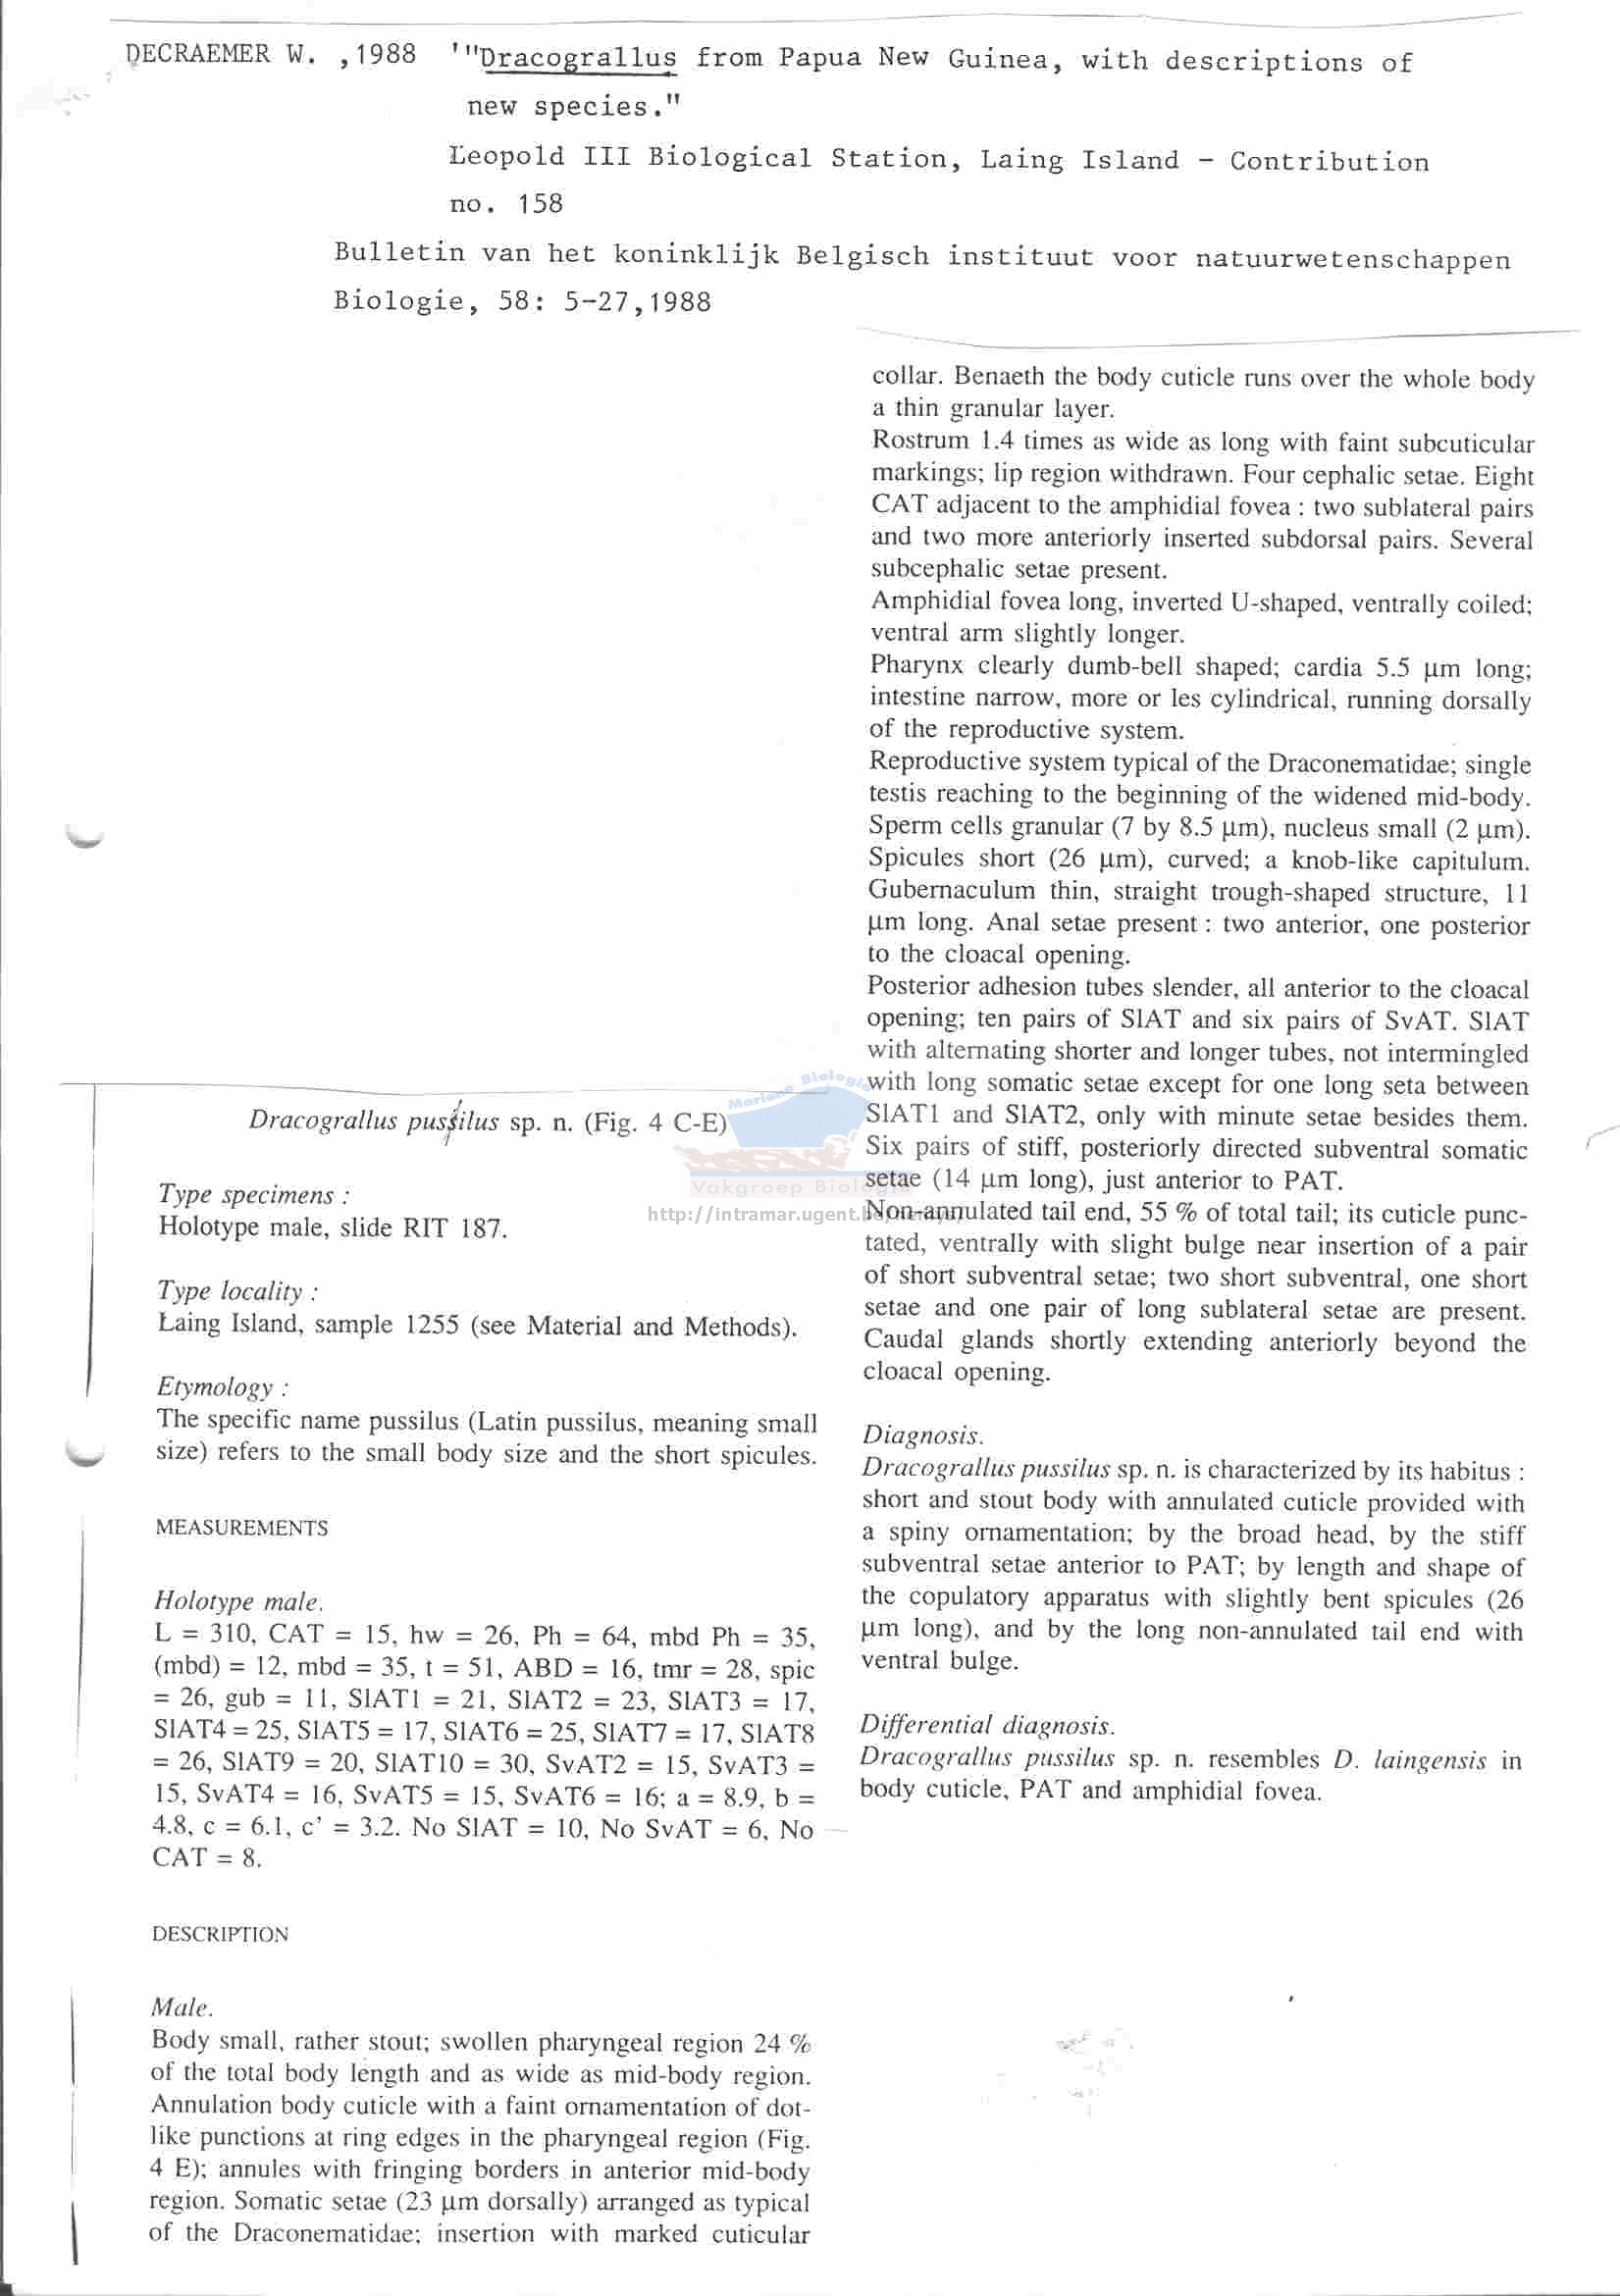 DECRAEMER W. ,1988 '"Dracograllus from Papua New Guinea, with descriptions of
new species."
Leopold III Biological Station, Laing Island - Contribution
no. 158
Bulletin van het koninklijk Belgisch instituut voor natuurwetenschappen
Biologie, 58: 5-27,1988
Dracograllus pussilus sp. n. (Fig. 4 C-E)
Type specimens :
Holotype male, slide RIT 187.
Type locality :
Laing Island, sample 1255 (see Material and Methods).
Etymology :
The specific name pussilus (Latin pussilus, meaning small
size) refers to the small body size and the short spicules.
MEASUREMENTS
Holotype male.
L = 310, CAT = 15, hw = 26, Ph = 64, mbd Ph = 35,
(mbd) = 12, mbd = 35, t = 51, ABD = 16, tmr = 28, spic
= 26, gub = 11, SlAT1 = 21, SlAT2 = 23, SlAT3 = 17,
SlAT4 = 25, SlAT5 = 17, SlAT6 = 25, SlAT7 = 17, SlAT8
= 26, SlAT9 = 20, SlAT10 = 30, SvAT2 = 15, SvAT3 =
15, SvAT4 = 16, SvAT5 = 15, SvAT6 = 16; a = 8.9, b =
4.8, c = 6.1, c' = 3.2. No SlAT = 10, No SvAT = 6, No
CAT = 8.
DESCRIPTION
Male.
Body small, rather stout; swollen pharyngeal region 24 %
of the total body length and as wide as mid-body region.
Annulation body cuticle with a faint ornamentation of dot-
like punctions at ring edges in the pharyngeal region (Fig.
4 E); annules with fringing borders in anterior mid-body
region. Somatic setae (23 µm dorsally) arranged as typical
of the Draconematidae; insertion with marked cuticular
collar. Benaeth the body cuticle runs over the whole body
a thin granular layer.
Rostrum 1.4 times as wide as long with faint subcuticular
markings; lip region withdrawn. Four cephalic setae. Eight
CAT adjacent to the amphidial fovea : two sublateral pairs
and two more anteriorly inserted subdorsal pairs. Several
subcephalic setae present.
Amphidial fovea long, inverted U-shaped, ventrally coiled;
ventral arm slightly longer.
Pharynx clearly dumb-bell shaped; cardia 5.5 µm long;
intestine narrow, more or les cylindrical, running dorsally
of the reproductive system.
Reproductive system typical of the Draconematidae; single
testis reaching to the beginning of the widened mid-body.
Sperm cells granular (7 by 8.5 µm), nucleus small (2 µm).
Spicules short (26 µm), curved; a knob-like capitulum.
Gubernaculum thin, straight trough-shaped structure, 11
µm long. Anal setae present : two anterior, one posterior
to the cloacal opening.
Posterior adhesion tubes slender, all anterior to the cloacal
opening; ten pairs of SlAT and six pairs of SvAT. SlAT
with alternating shorter and longer tubes, not intermingled
with long somatic setae except for one long seta between
SlAT1 and SlAT2, only with minute setae besides them.
Six pairs of stiff, posteriorly directed subventral somatic
setae (14 µm long), just anterior to PAT.
Non-annulated tail end, 55 % of total tail; its cuticle punc-
tated, ventrally with slight bulge near insertion of a pair
of short subventral setae; two short subventral, one short
setae and one pair of long sublateral setae are present.
Caudal glands shortly extending anteriorly beyond the
cloacal opening.
Diagnosis.
Dracograllus pussilus sp. n. is characterized by its habitus :
short and stout body with annulated cuticle provided with
a spiny ornamentation; by the broad head, by the stiff
subventral setae anterior to PAT; by length and shape of
the copulatory apparatus with slightly bent spicules (26
µm long), and by the long non-annulated tail end with
ventral bulge.
Differential diagnosis.
Dracograllus pussilus sp. n. resembles D. laingensis in
body cuticle, PAT and amphidial fovea.
Mariene Biologie
Vakgroep Biologie
http://intramar.ugent.be/